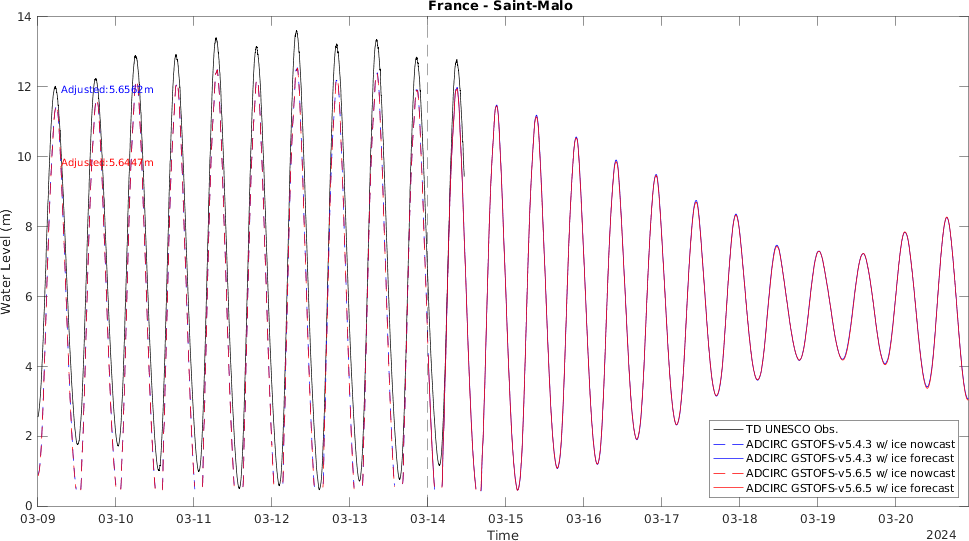 France - Saint-Malo
14
12
10
8
6
4
2
0
Water Level (m)
Adjusted:5.6562m
Adjusted:5.6447m
TD UNESCO Obs.
ADCIRC GSTOFS-v5.4.3 w/ ice nowcast
ADCIRC GSTOFS-v5.4.3 w/ ice forecast
ADCIRC GSTOFS-v5.6.5 w/ ice nowcast
ADCIRC GSTOFS-v5.6.5 w/ ice forecast
03-09 03-10 03-11 03-12 03-13 03-14 03-15 03-16 03-17 03-18 03-19 03-20
Time
2024